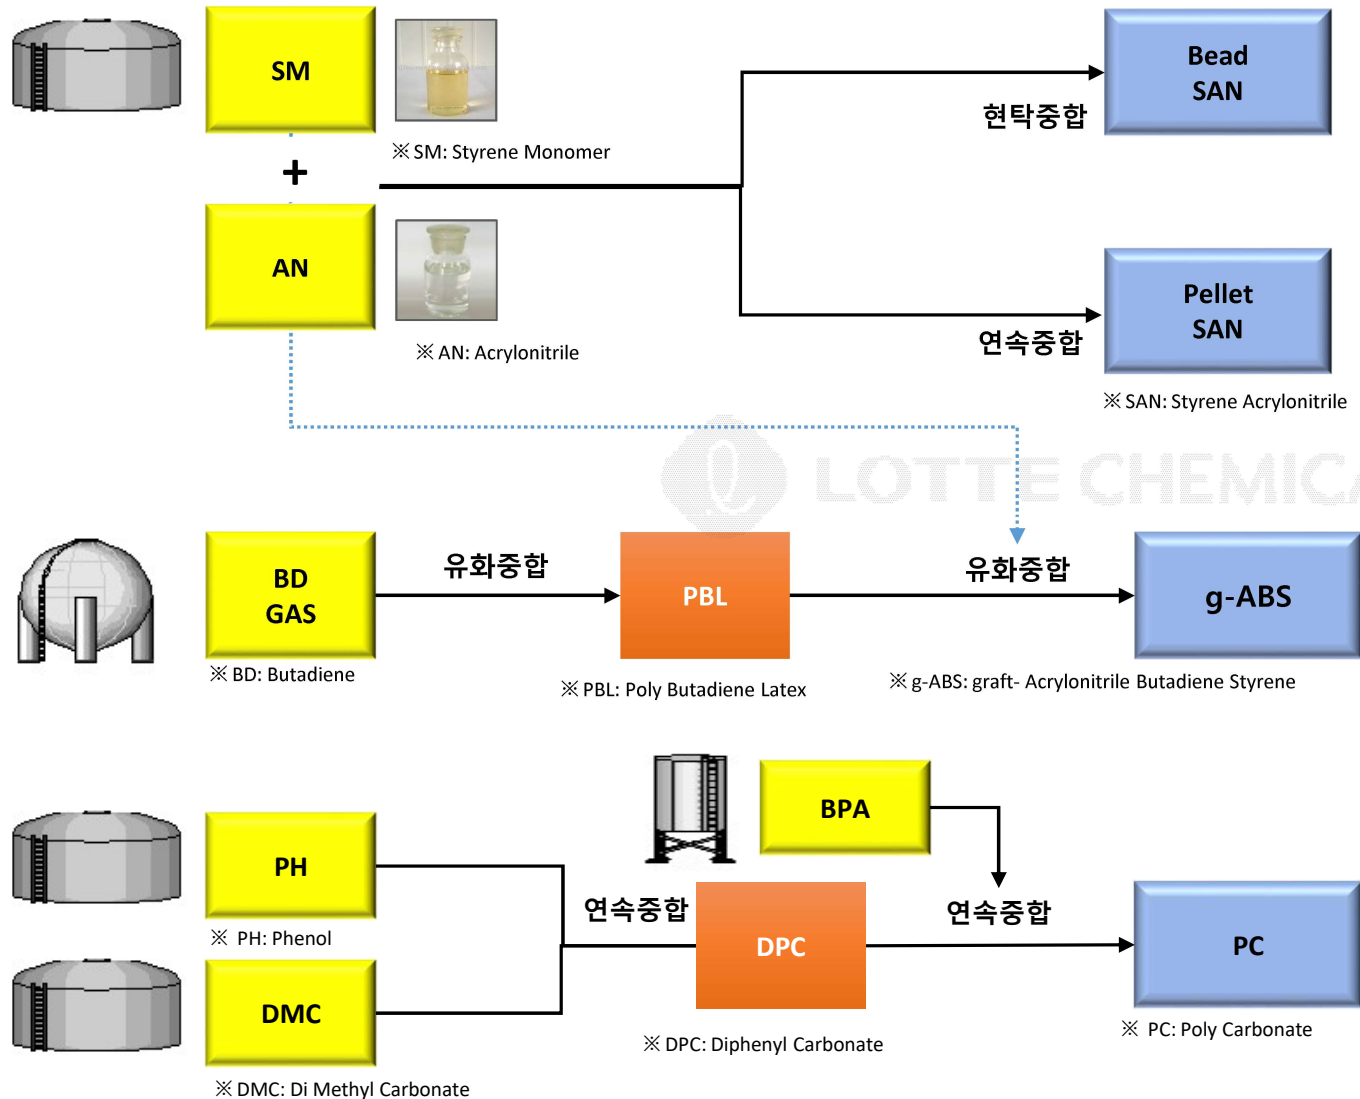 SM
※ SM: Styrene Monomer
+
AN
※ AN: Acrylonitrile
현탁중합
Bead
SAN
연속중합
Pellet
SAN
※ SAN: Styrene Acrylonitrile
LOTTE CHEMICA
BD
GAS
※ BD: Butadiene
유화중합
PBL
※ PBL: Poly Butadiene Latex
유화중합
g-ABS
※ g-ABS: graft- Acrylonitrile Butadiene Styrene
BPA
PH
※ PH: Phenol
연속중합
DPC
※ DPC: Diphenyl Carbonate
연속중합
PC
※ PC: Poly Carbonate
DMC
※ DMC: Di Methyl Carbonate